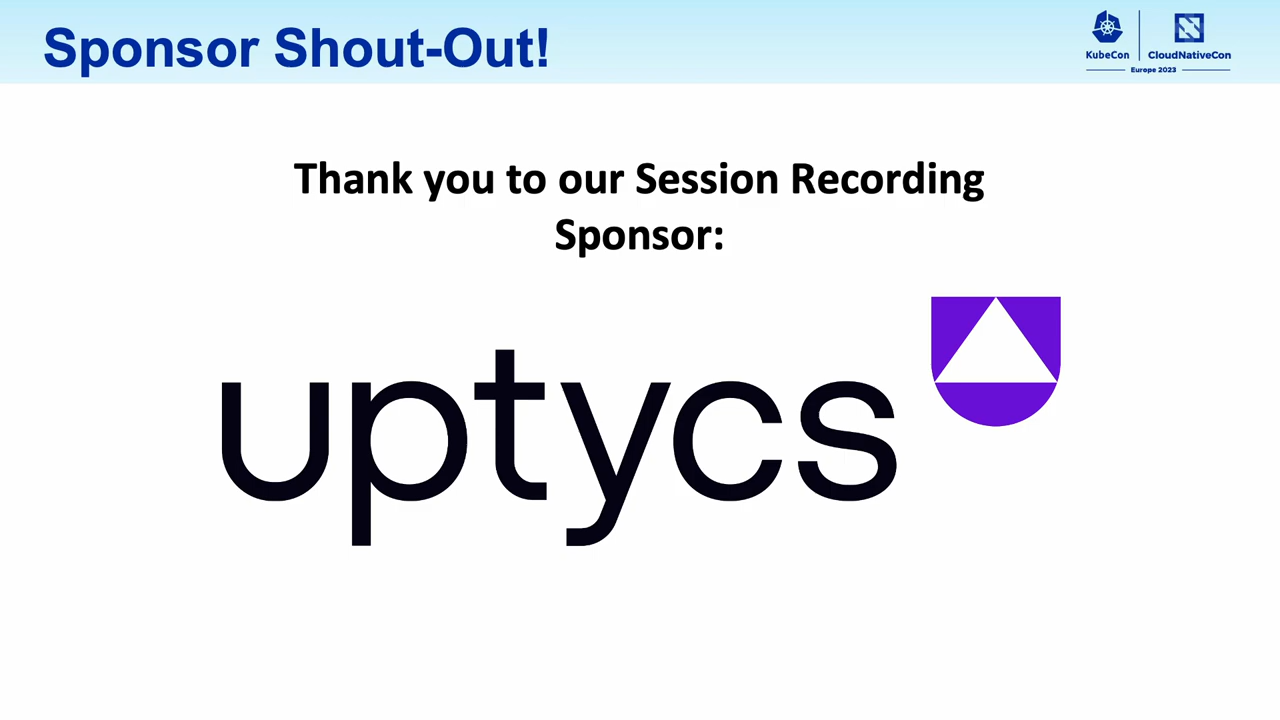 Sponsor Shout-Out!
KubeCon
CloudNativeCon
Europe 2023
Thank you to our Session Recording
Sponsor:
uptycs